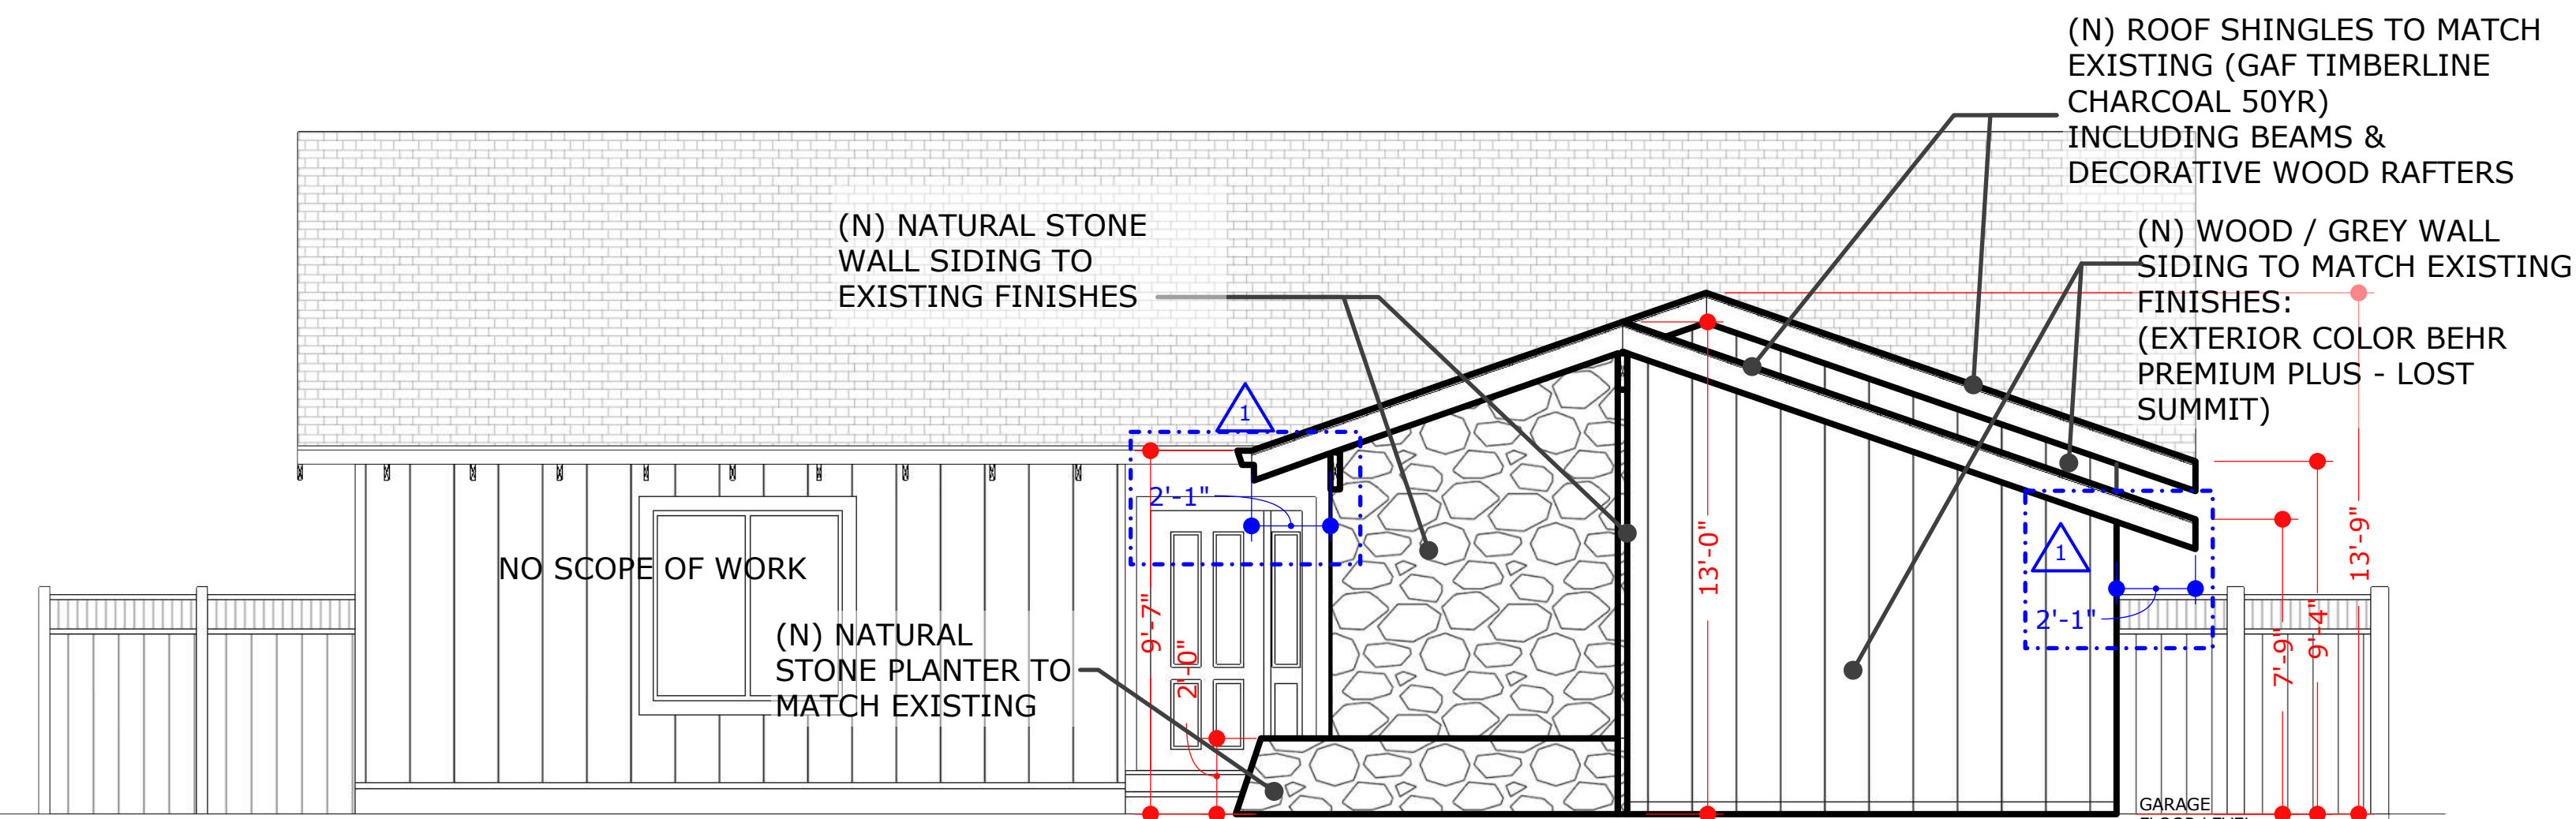 (N) ROOF SHINGLES TO MATCH
EXISTING (GAF TIMBERLINE
CHARCOAL 50YR)
INCLUDING BEAMS &
DECORATIVE WOOD RAFTERS
(N) NATURAL STONE
WALL SIDING TO
EXISTING FINISHES
(N) WOOD / GREY WALL
SIDING TO MATCH EXISTING
FINISHES:
(EXTERIOR COLOR BEHR
PREMIUM PLUS - LOST
SUMMIT)
1
2'-1"
NO SCOPE OF WORK
(N) NATURAL
STONE PLANTER TO
MATCH EXISTING
9'-7"
2'-0"
13'-0"
1
2'-1"
7'-9"
9'-4"
13'-9"
GARAGE
FLOOR LEVEL